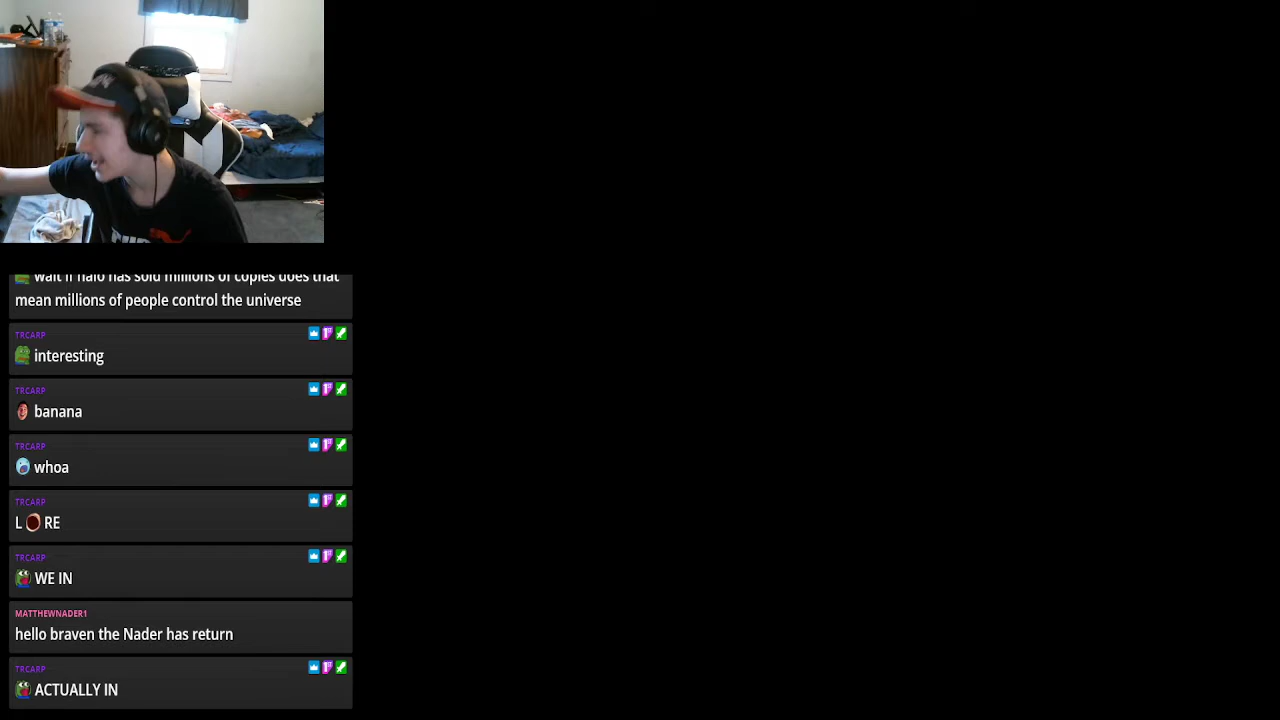 wait if halo has sold millions of copies does that
mean millions of people control the universe
TRCARP
interesting
TRCARP
banana
TRCARP
whoa
TRCARP
L RE
TRCARP
WE IN
MATTHEWNADER1
hello braven the Nader has return
TRCARP
ACTUALLY IN